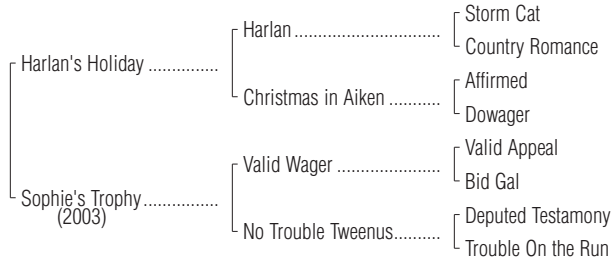 Storm Cat
Harlan
Country Romance
Harlan's Holiday
Affirmed
Christmas in Aiken
Dowager
Valid Appeal
Valid Wager
Bid Gal
Sophie's Trophy
(2003)
Deputed Testamony
No Trouble Tweenus
Trouble On the Run